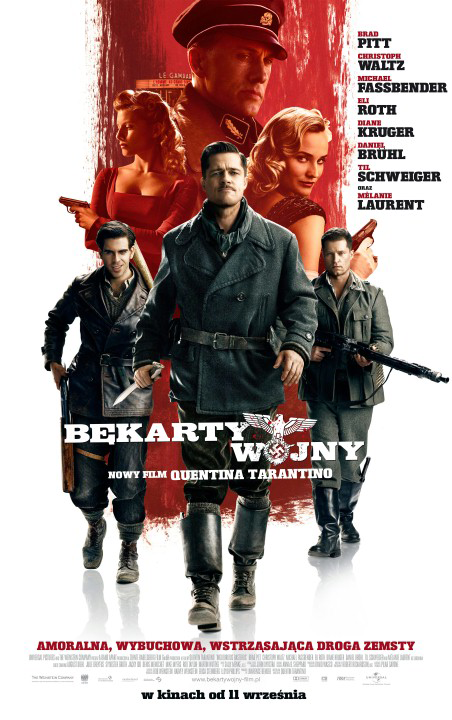 BRAD
PITT
CHRISTOPH
WALTZ
MICHAEL
FASSBENDER
ELI
ROTH
DIANE
KRUGER
DANIEL
BRÜHL
TIL
SCHWEIGER
ORAZ
MÉLANIE
LAURENT
BĘKARTY
WOJNY
NOWY FILM QUENTINA TARANTINO
AMORALNA, WYBUCHOWA, WSTRZĄSAJĄCA DROGA ZEMSTY
www.bekartywojny-film.pl
w kinach od 11 września